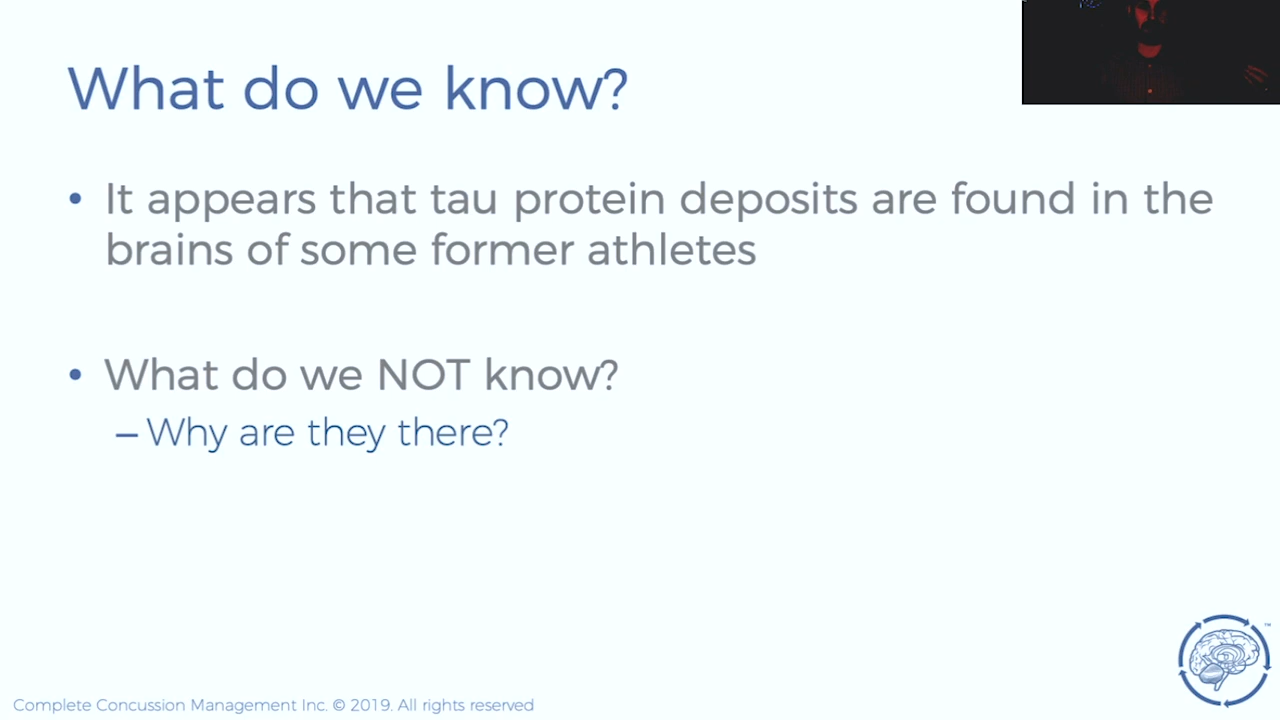 What do we know?
• It appears that tau protein deposits are found in the
brains of some former athletes
• What do we NOT know?
– Why are they there?
™
Complete Concussion Management Inc. © 2019. All rights reserved